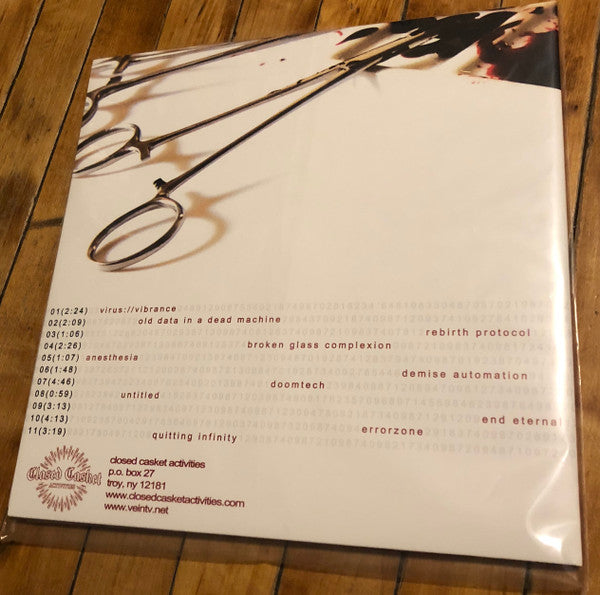 01(2:24) virus://vibrance
02(2:09) old data in a dead machine
03(1:06) rebirth protocol
04(2:26) broken glass complexion
05(1:07) anesthesia
06(1:48) demise automation
07(4:46) doomtech
08(0:59) untitled
09(3:13) end eternal
10(4:13) errorzone
11(3:19) quitting infinity
Closed Casket
ACTIVITIES
closed casket activities
p.o. box 27
troy, ny 12181
www.closedcasketactivities.com
www.veintv.net